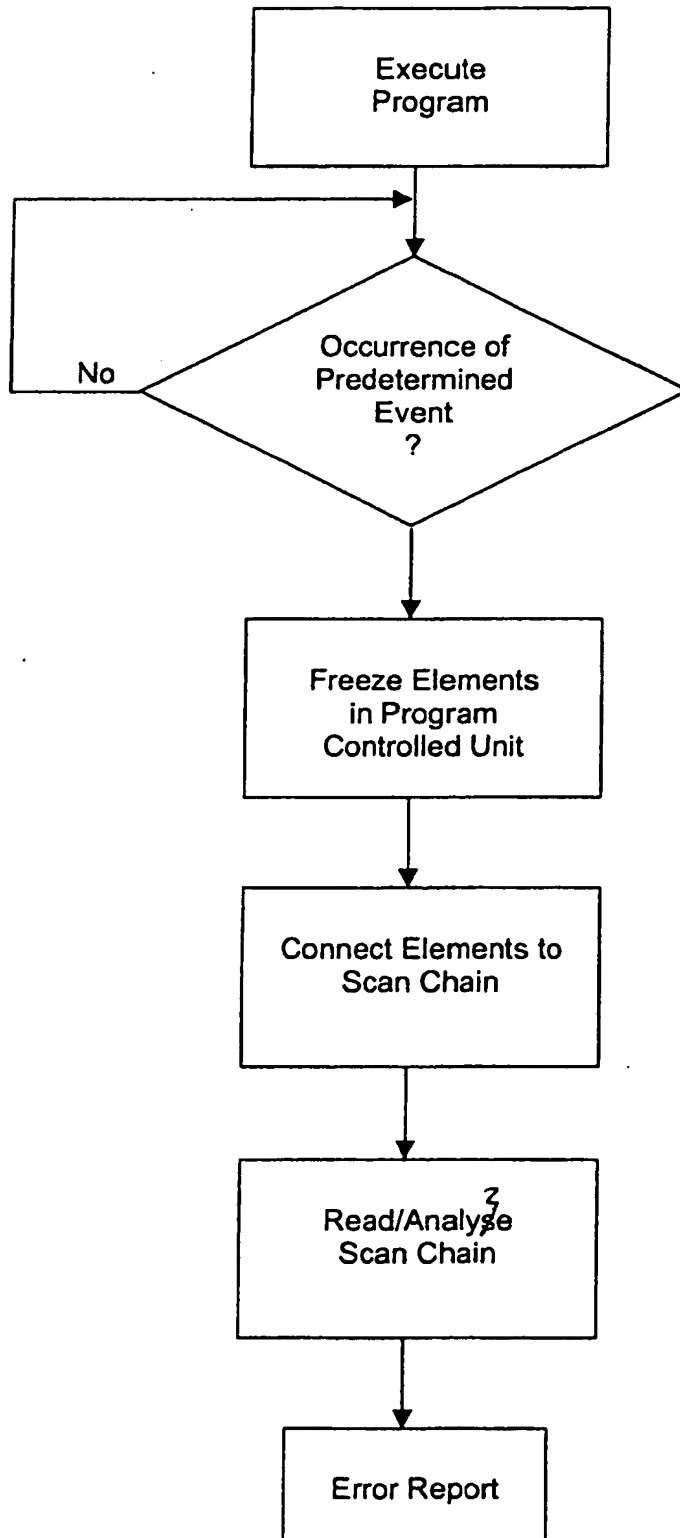 Execute
Program
Occurrence of
Predetermined
Event
?
No
Freeze Elements
in Program
Controlled Unit
Connect Elements to
Scan Chain
z
Read/Analyse
Scan Chain
Error Report